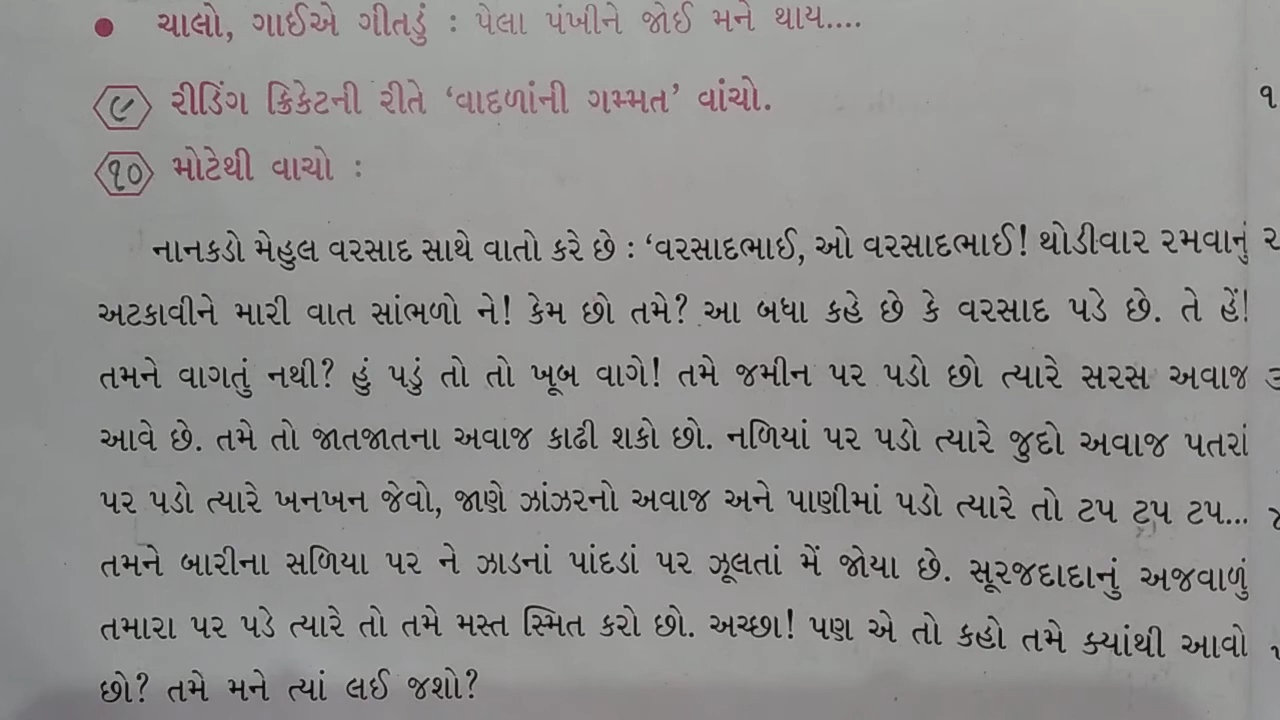 • ચાલો, ગાઈએ ગીતડું : પેલા પંખીને જોઈ મને થાય....
૯ રીડિંગ ક્રિકેટની રીતે ‘વાદળાંની ગમ્મત’ વાંચો.
૧૦ મોટેથી વાચો :
નાનકડો મેહુલ વરસાદ સાથે વાતો કરે છે : ‘વરસાદભાઈ, ઓ વરસાદભાઈ! થોડીવાર રમવાનું
અટકાવીને મારી વાત સાંભળો ને! કેમ છો તમે? આ બધા કહે છે કે વરસાદ પડે છે. તે હેં!
તમને વાગતું નથી? હું પડું તો તો ખૂબ વાગે! તમે જમીન પર પડો છો ત્યારે સરસ અવાજ
આવે છે. તમે તો જાતજાતના અવાજ કાઢી શકો છો. નળિયાં પર પડો ત્યારે જુદો અવાજ પતરાં
પર પડો ત્યારે ખનખન જેવો, જાણે ઝાંઝરનો અવાજ અને પાણીમાં પડો ત્યારે તો ટપ ટપ ટપ...
તમને બારીના સળિયા પર ને ઝાડનાં પાંદડાં પર ઝૂલતાં મેં જોયા છે. સૂરજદાદાનું અજવાળું
તમારા પર પડે ત્યારે તો તમે મસ્ત સ્મિત કરો છો. અચ્છા! પણ એ તો કહો તમે ક્યાંથી આવો
છો? તમે મને ત્યાં લઈ જશો?